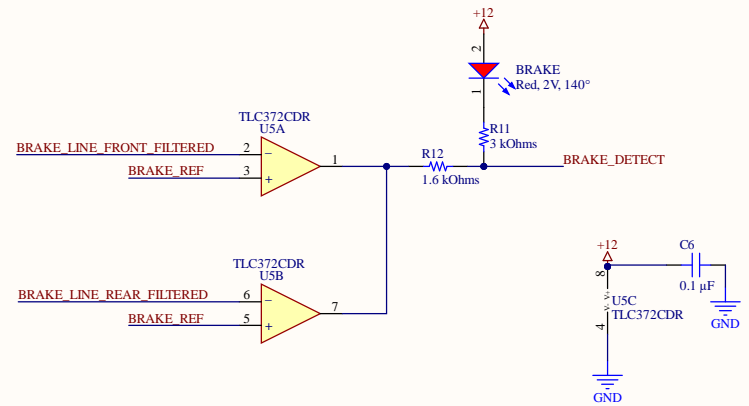 +12
2
BRAKE
Red, 2V, 140°
1
TLC372CDR
U5A
BRAKE_LINE_FRONT_FILTERED
2
1
BRAKE_REF
3
R11
3 kOhms
R12
1.6 kOhms
BRAKE_DETECT
TLC372CDR
U5B
BRAKE_LINE_REAR_FILTERED
6
7
BRAKE_REF
5
+12
C6
0.1 µF
8
V+
V-
U5C
TLC372CDR
4
GND
GND